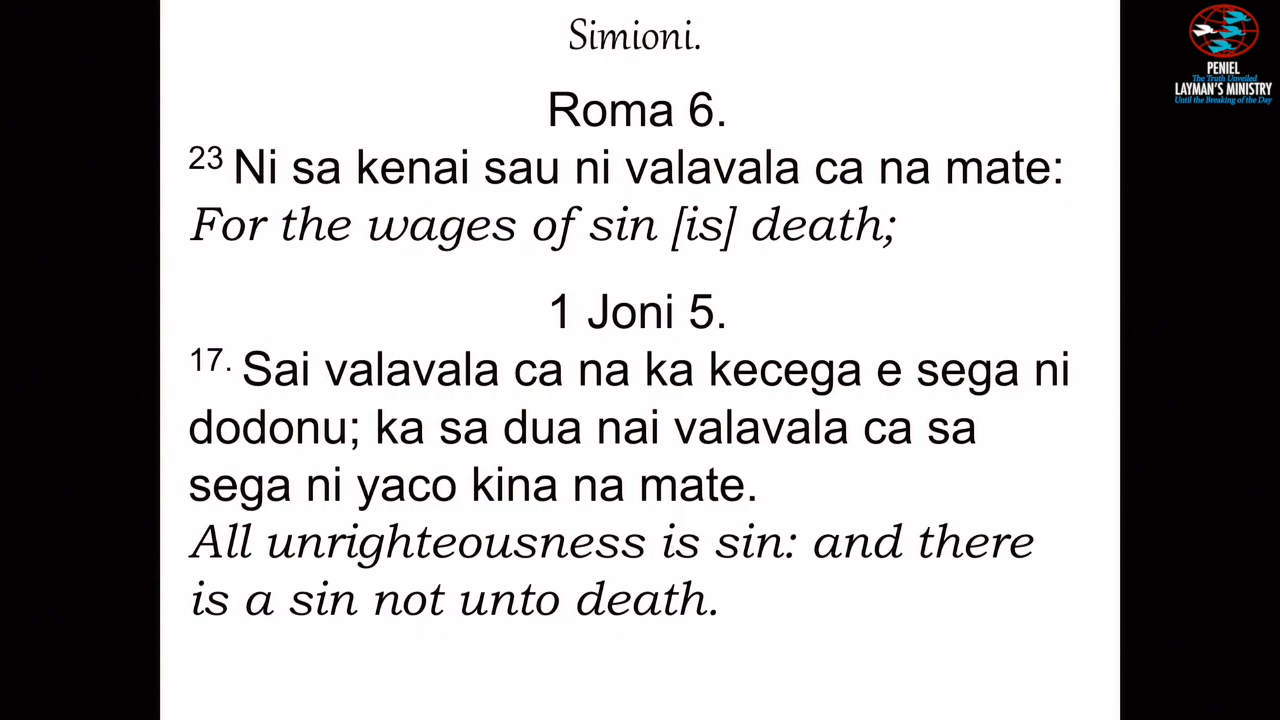 Simioni.
Roma 6.
23 Ni sa kenai sau ni valavala ca na mate:
For the wages of sin [is] death;
1 Joni 5.
17. Sai valavala ca na ka kecega e sega ni
dodonu; ka sa dua nai valavala ca sa
sega ni yaco kina na mate.
All unrighteousness is sin: and there
is a sin not unto death.
PENIEL
The Truth Unveiled
LAYMAN'S MINISTRY
Until the Breaking of the Day